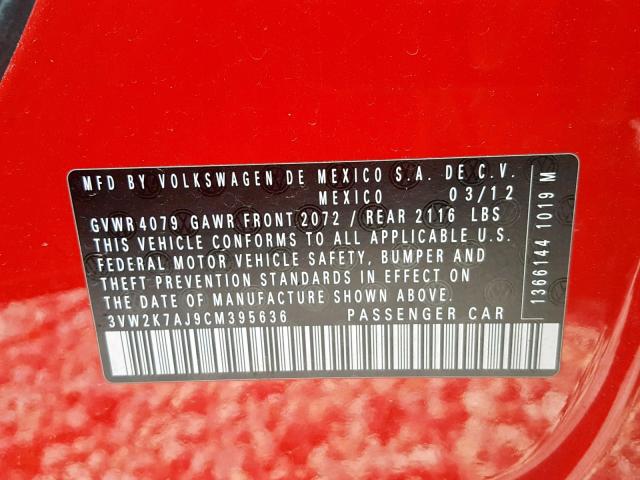 MFD BY VOLKSWAGEN DE MEXICO S.A. DE C.V.
MEXICO 03/12
GVWR 4079 GAWR FRONT 2072 / REAR 2116 LBS
THIS VEHICLE CONFORMS TO ALL APPLICABLE U.S.
FEDERAL MOTOR VEHICLE SAFETY, BUMPER AND
THEFT PREVENTION STANDARDS IN EFFECT ON
THE DATE OF MANUFACTURE SHOWN ABOVE.
3VW2K7AJ9CM395636 PASSENGER CAR
1366144 1019 M